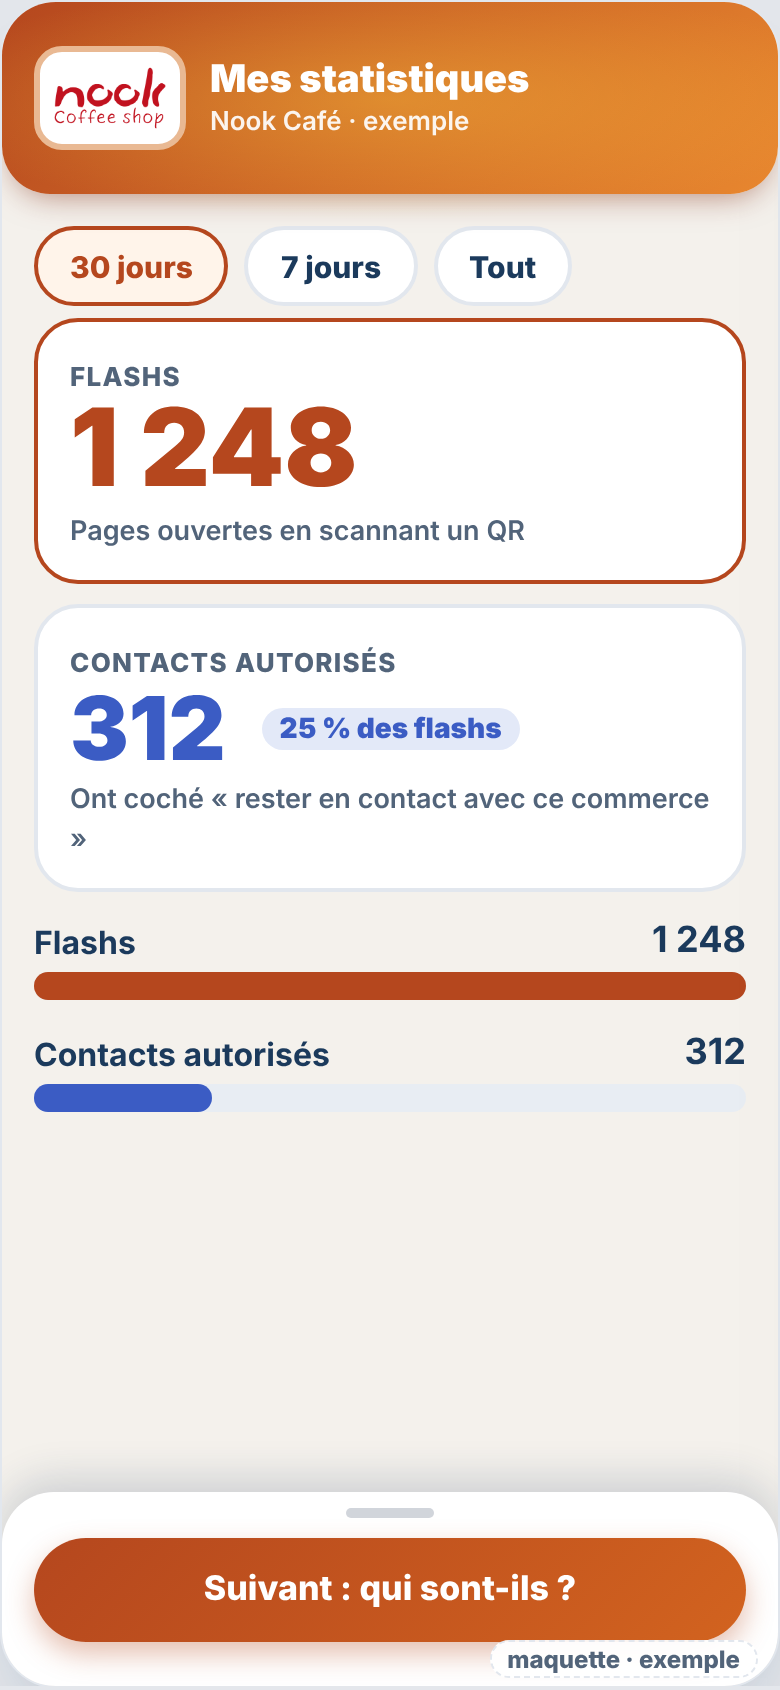 nook
Coffee shop
Mes statistiques
Nook Café · exemple
30 jours
7 jours
Tout
FLASHS
1 248
Pages ouvertes en scannant un QR
CONTACTS AUTORISÉS
312
25 % des flashs
Ont coché « rester en contact avec ce commerce
»
Flashs
1 248
Contacts autorisés
312
Suivant : qui sont-ils ?
maquette · exemple